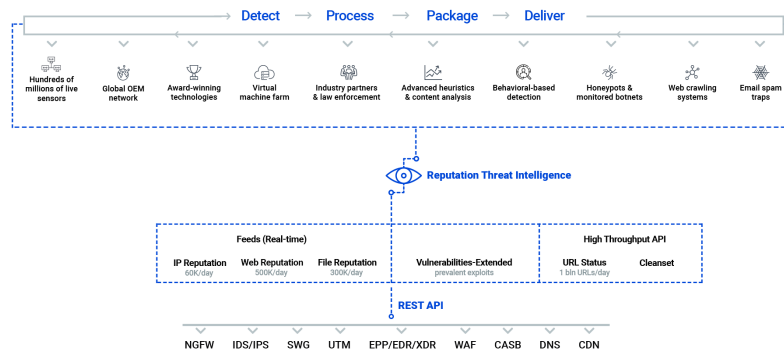 Detect
Process
Package
Deliver
Hundreds of
millions of live
sensors
Global OEM
network
Award-winning
technologies
Virtual
machine farm
Industry partners
& law enforcement
Advanced heuristics
& content analysis
Behavioral-based
detection
Honeypots &
monitored botnets
Web crawling
systems
Email spam
traps
Reputation Threat Intelligence
Feeds (Real-time)
High Throughput API
IP Reputation
60K/day
Web Reputation
500K/day
File Reputation
300K/day
Vulnerabilities-Extended
prevalent exploits
URL Status
1 bln URLs/day
Cleanset
REST API
NGFW
IDS/IPS
SWG
UTM
EPP/EDR/XDR
WAF
CASB
DNS
CDN